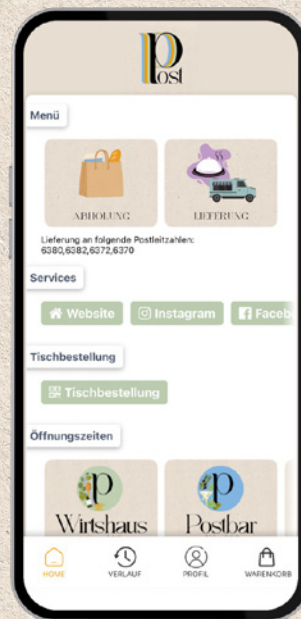 Post
Menü
ABHOLUNG
LIEFERUNG
Lieferung an folgende Postleitzahlen:
6380,6382,6372,6370
Services
Website
Instagram
Faceb
Tischbestellung
Tischbestellung
Öffnungszeiten
p
Wirtshaus
p
Postbar
HOME
VERLAUF
PROFIL
WARENKORB